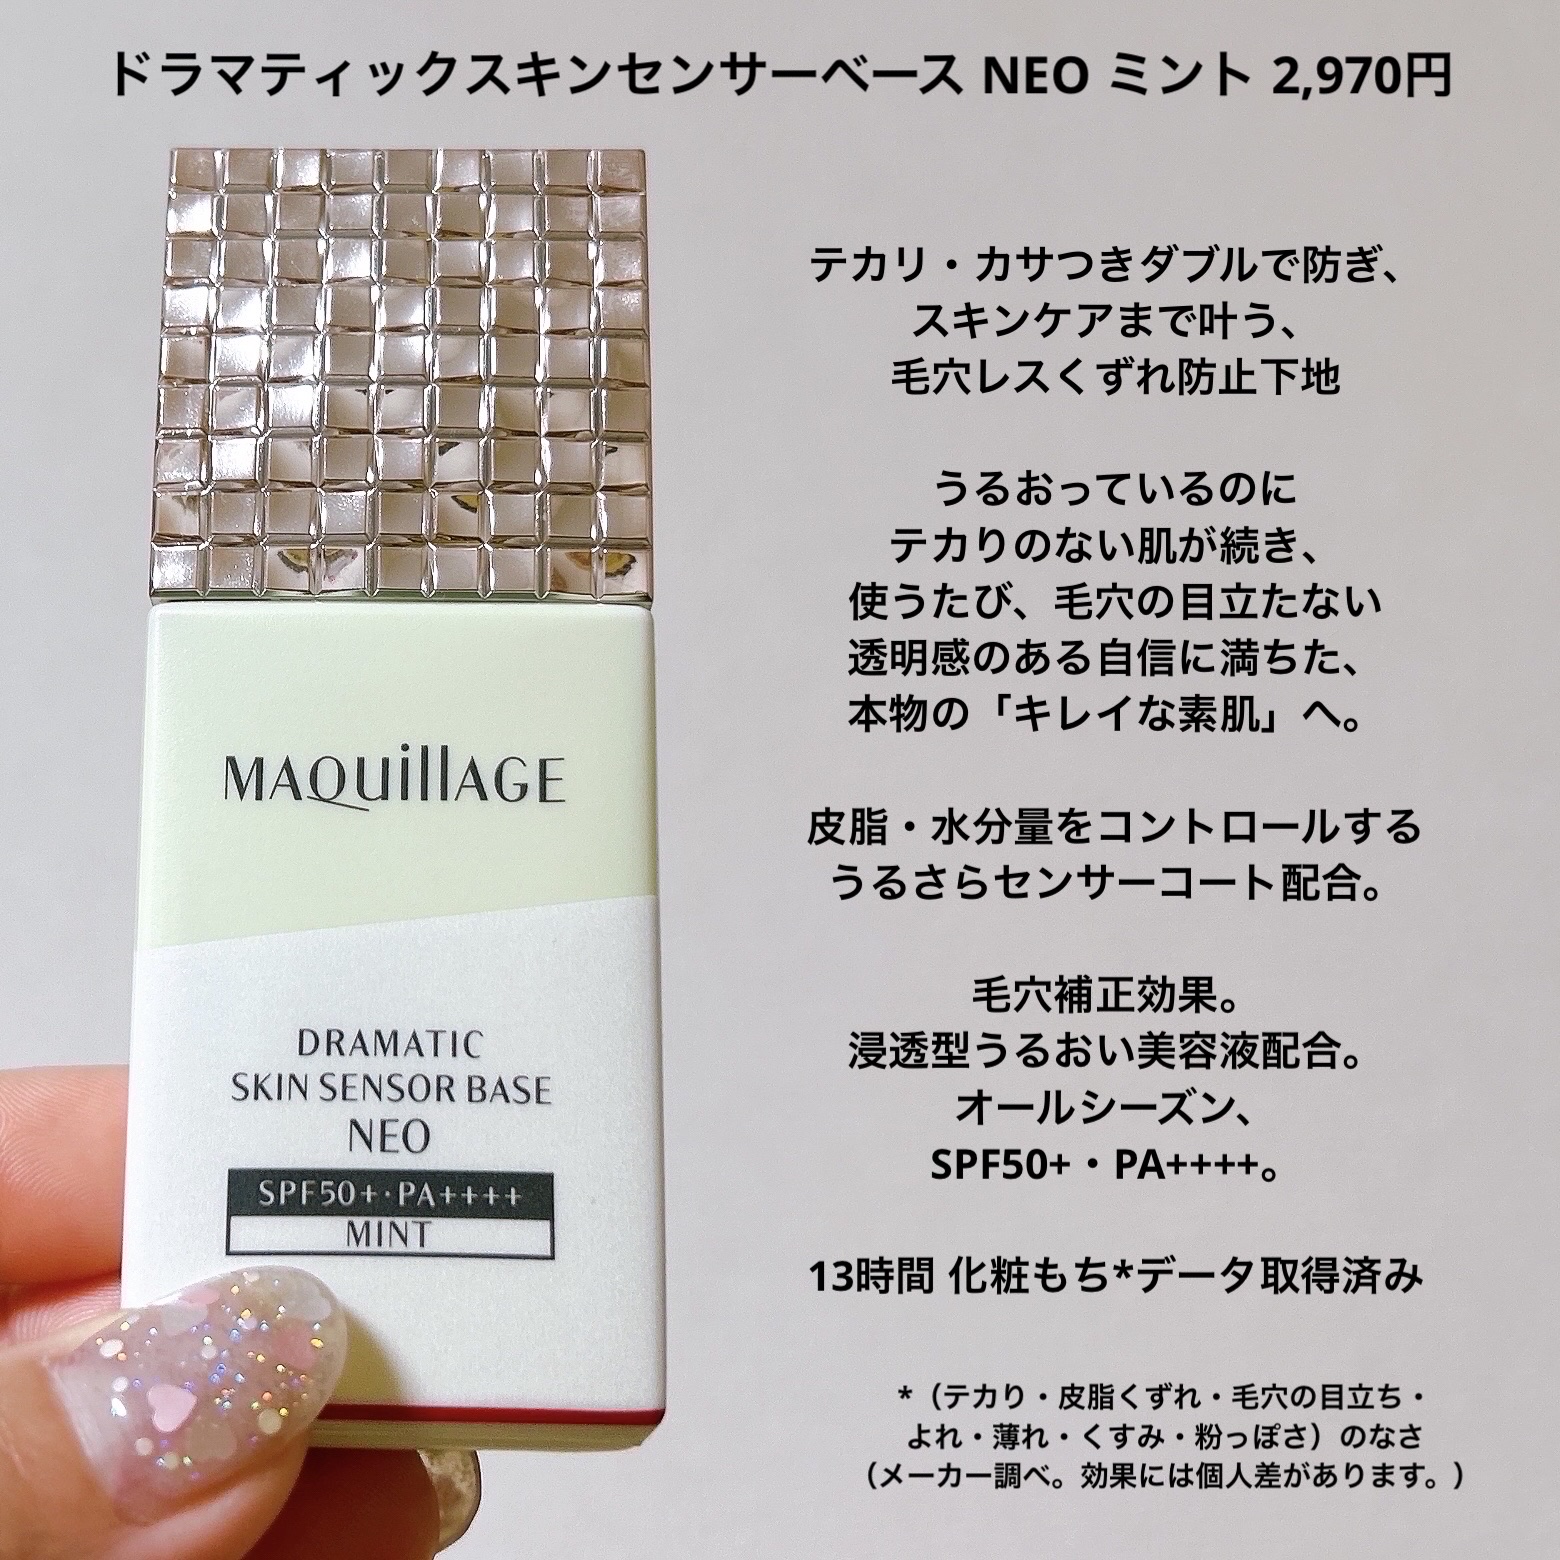 ドラマティックスキンセンサーベース NEO ミント 2,970円
テカリ・カサつきダブルで防ぎ、
スキンケアまで叶う、
毛穴レスくずれ防止下地
うるおっているのに
テカりのない肌が続き、
使うたび、毛穴の目立たない
透明感のある自信に満ちた、
本物の「キレイな素肌」へ。
皮脂・水分量をコントロールする
うるさらセンサーコート配合。
毛穴補正効果。
浸透型うるおい美容液配合。
オールシーズン、
SPF50+・PA++++。
13時間 化粧もち*データ取得済み
*（テカり・皮脂くずれ・毛穴の目立ち・
よれ・薄れ・くすみ・粉っぽさ）のなさ
（メーカー調べ。効果には個人差があります。）
MAQuillAGE
DRAMATIC
SKIN SENSOR BASE
NEO
SPF50+・PA++++
MINT